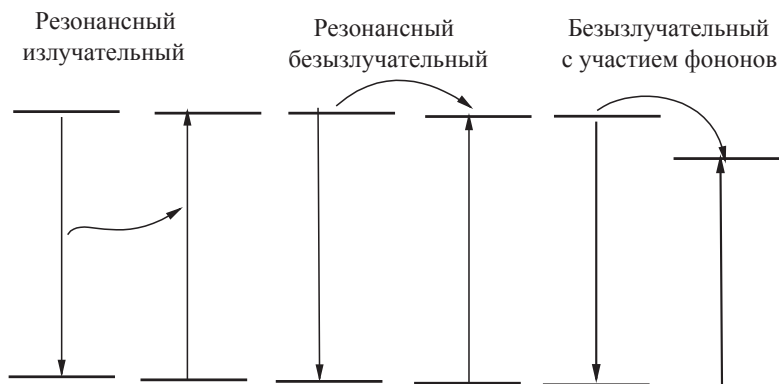 Резонансный
излучательный
Резонансный
безызлучательный
Безызлучательный
с участием фононов